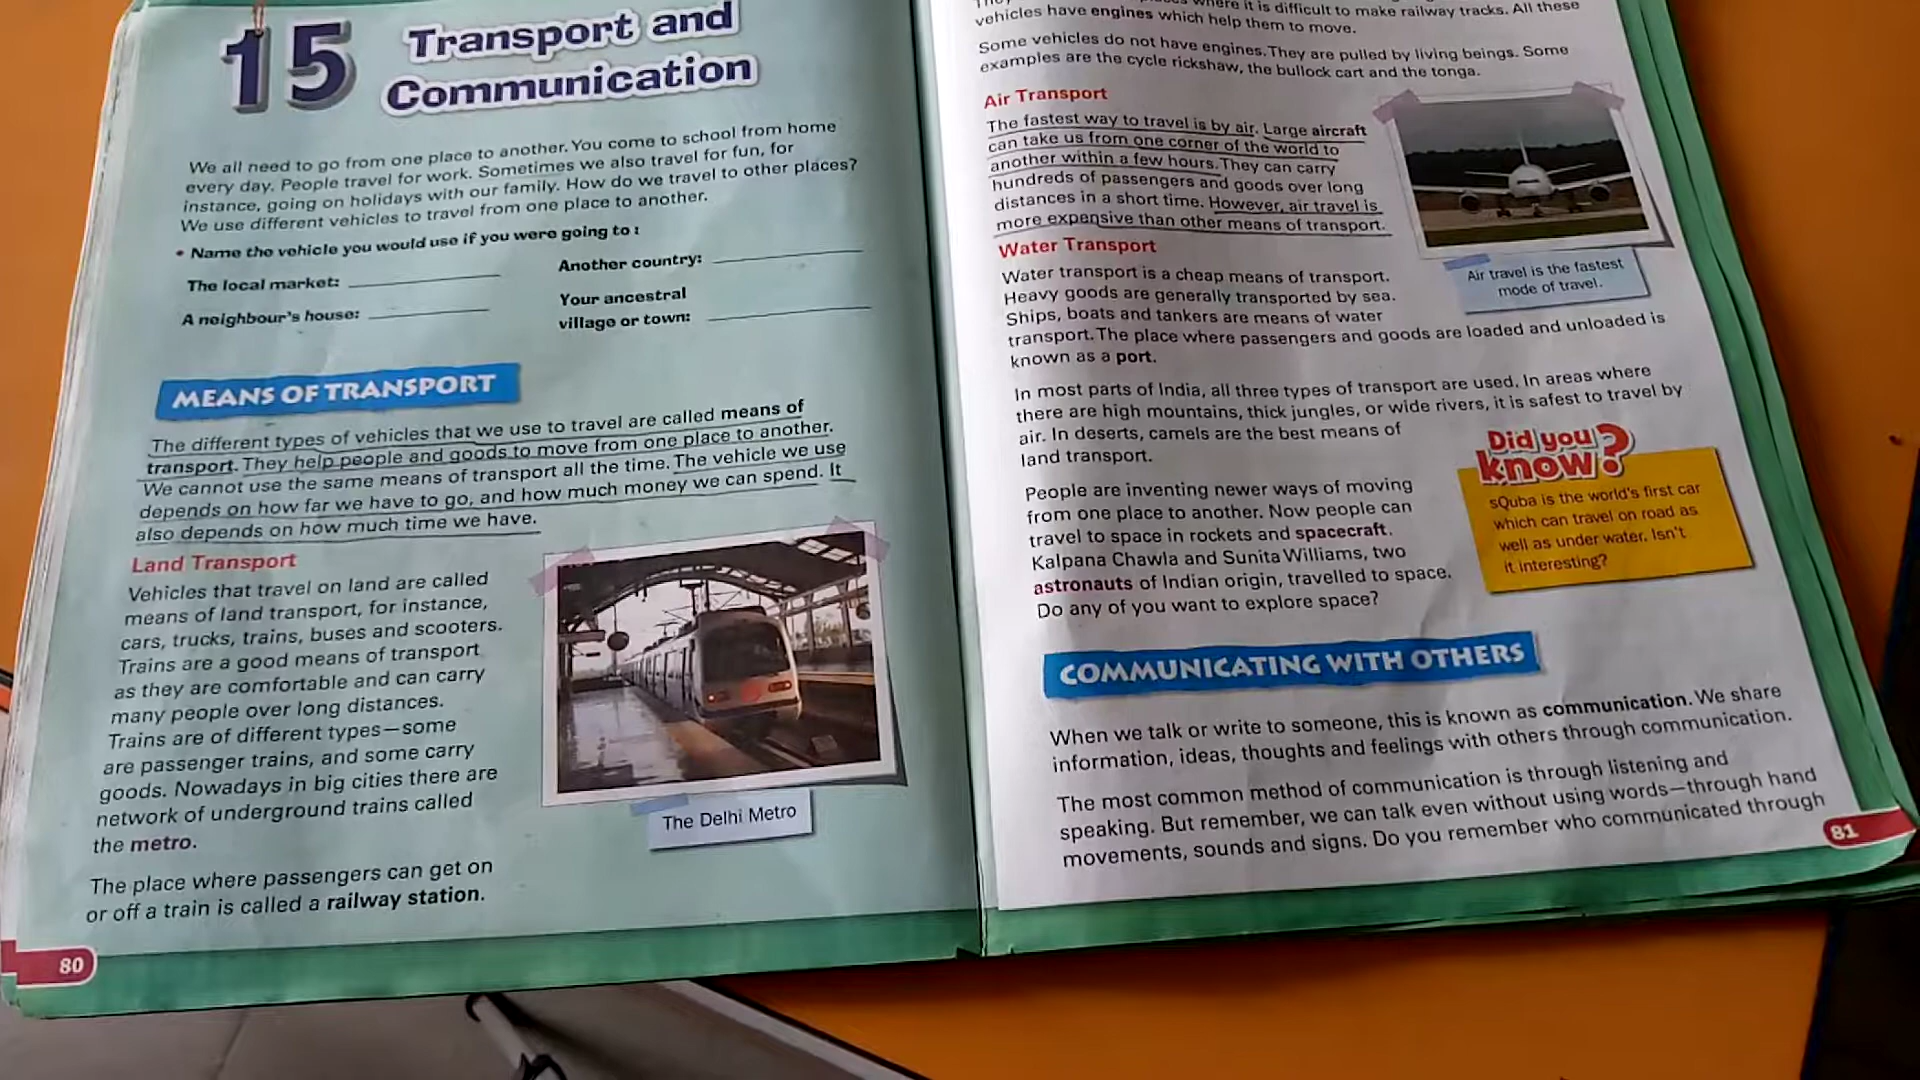 15 Transport and
Communication
We all need to go from one place to another. You come to school from home
every day. People travel for work. Sometimes we also travel for fun, for
instance, going on holidays with our family. How do we travel to other places?
We use different vehicles to travel from one place to another.
• Name the vehicle you would use if you were going to :
The local market:
Another country:
A neighbour's house:
Your ancestral
village or town:
MEANS OF TRANSPORT
The different types of vehicles that we use to travel are called means of
transport. They help people and goods to move from one place to another.
We cannot use the same means of transport all the time. The vehicle we use
depends on how far we have to go, and how much money we can spend. It
also depends on how much time we have.
Land Transport
Vehicles that travel on land are called
means of land transport, for instance,
cars, trucks, trains, buses and scooters.
Trains are a good means of transport
as they are comfortable and can carry
many people over long distances.
Trains are of different types—some
are passenger trains, and some carry
goods. Nowadays in big cities there are
network of underground trains called
the metro.
The Delhi Metro
The place where passengers can get on
or off a train is called a railway station.
80
where it is difficult to make railway tracks. All these
vehicles have engines which help them to move.
Some vehicles do not have engines. They are pulled by living beings. Some
examples are the cycle rickshaw, the bullock cart and the tonga.
Air Transport
The fastest way to travel is by air. Large aircraft
can take us from one corner of the world to
another within a few hours. They can carry
hundreds of passengers and goods over long
distances in a short time. However, air travel is
more expensive than other means of transport.
Air travel is the fastest
mode of travel.
Water Transport
Water transport is a cheap means of transport.
Heavy goods are generally transported by sea.
Ships, boats and tankers are means of water
transport. The place where passengers and goods are loaded and unloaded is
known as a port.
In most parts of India, all three types of transport are used. In areas where
there are high mountains, thick jungles, or wide rivers, it is safest to travel by
air. In deserts, camels are the best means of
land transport.
People are inventing newer ways of moving
from one place to another. Now people can
travel to space in rockets and spacecraft.
Kalpana Chawla and Sunita Williams, two
astronauts of Indian origin, travelled to space.
Do any of you want to explore space?
Did you
know?
sQuba is the world's first car
which can travel on road as
well as under water. Isn't
it interesting?
COMMUNICATING WITH OTHERS
When we talk or write to someone, this is known as communication. We share
information, ideas, thoughts and feelings with others through communication.
The most common method of communication is through listening and
speaking. But remember, we can talk even without using words—through hand
movements, sounds and signs. Do you remember who communicated through
81